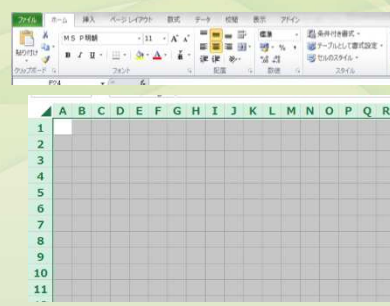 ファイル ホーム 挿入 ページ レイアウト 数式 データ 校閲 表示 アドイン
ＭＳ Ｐ明朝 11 A A 標準 条件付き書式
貼り付け B I U A % , テーブルとして書式設定
セルのスタイル
クリップボード フォント 配置 数値 スタイル
P24
A B C D E F G H I J K L M N O P Q R
1
2
3
4
5
6
7
8
9
10
11